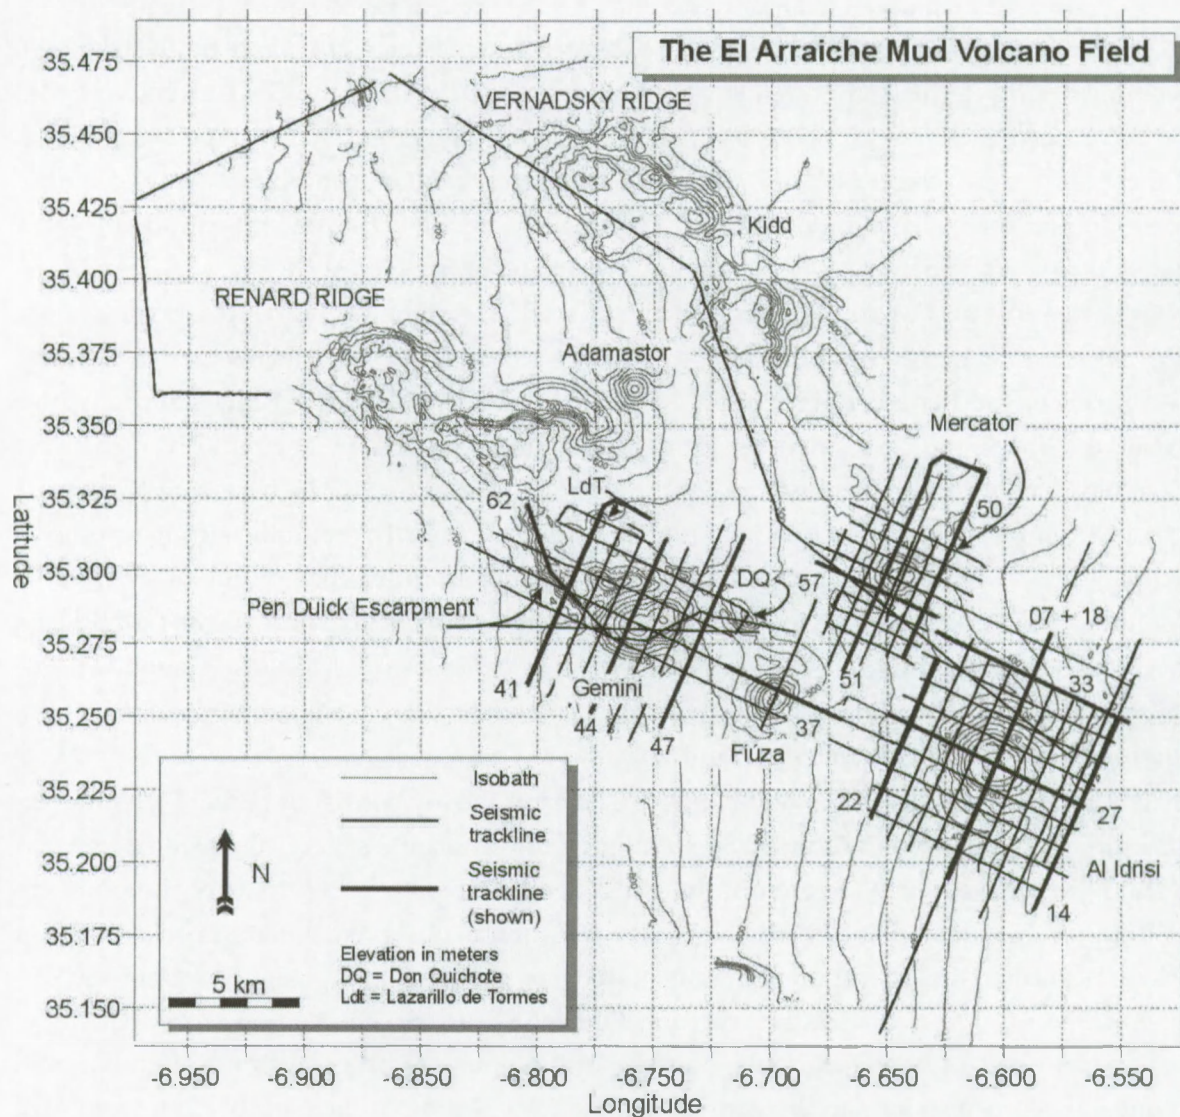 The El Arraiche Mud Volcano Field
35.475
VERNADSKY RIDGE
35.450
35.425
Kidd
35.400
RENARD RIDGE
35.375
Adamastor
35.350
Mercator
35.325
62
LdT
50
Latitude
35.300
DQ
57
Pen Duick Escarpment
07 + 18
35.275
41
Gemini
51
33
35.250
44
47
Fiúza
37
Isobath
35.225
22
27
Seismic
trackline
35.200
N
Seismic
trackline
(shown)
Al Idrisi
14
35.175
Elevation in meters
DQ = Don Quichote
Ldt = Lazarillo de Tormes
5 km
35.150
-6.950
-6.900
-6.850
-6.800
-6.750
-6.700
-6.650
-6.600
-6.550
Longitude